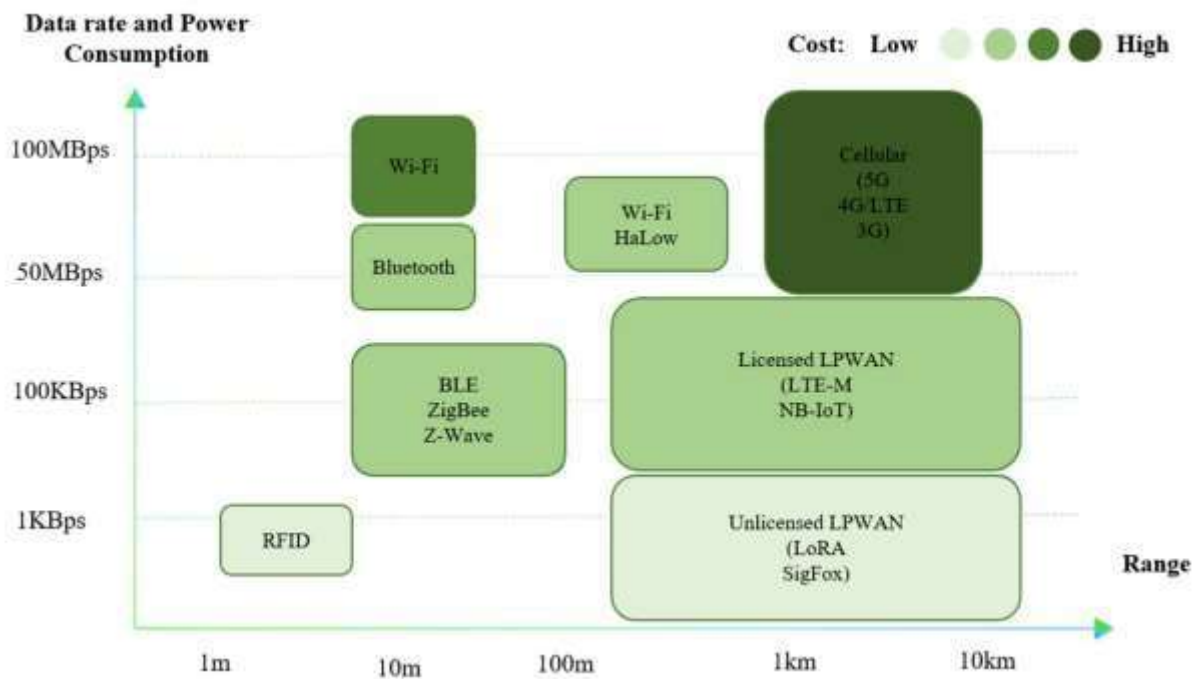 Data rate and Power
Consumption
Cost: Low High
100MBps
Wi-Fi
Cellular
(5G
4G/LTE
3G)
Wi-Fi
HaLow
Bluetooth
50MBps
Licensed LPWAN
(LTE-M
NB-IoT)
100KBps
BLE
ZigBee
Z-Wave
1KBps
RFID
Unlicensed LPWAN
(LoRA
SigFox)
Range
1m 10m 100m 1km 10km